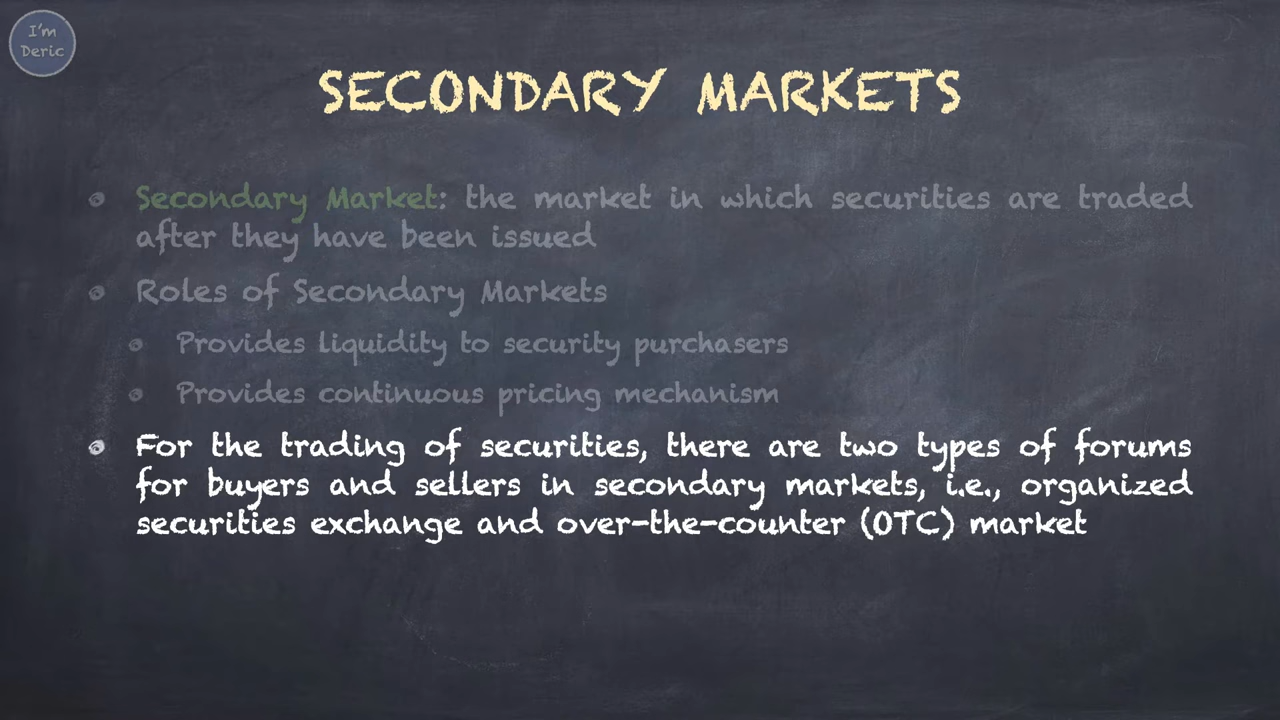 I'm
Deric
SECONDARY MARKETS
Secondary Market: the market in which securities are traded
after they have been issued
Roles of Secondary Markets
Provides liquidity to security purchasers
Provides continuous pricing mechanism
For the trading of securities, there are two types of forums
for buyers and sellers in secondary markets, i.e., organized
securities exchange and over-the-counter (OTC) market